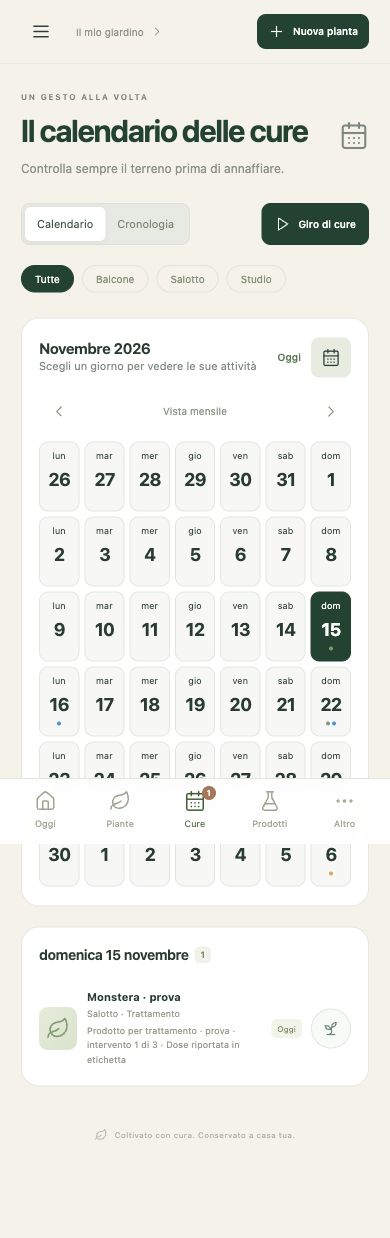 Il mio giardino
Nuova pianta
UN GESTO ALLA VOLTA
Il calendario delle cure
Controlla sempre il terreno prima di annaffiare.
Calendario Cronologia
Giro di cure
Tutte Balcone Salotto Studio
Novembre 2026
Scegli un giorno per vedere le sue attività
Oggi
Vista mensile
lun mar mer gio ven sab dom
26 27 28 29 30 31 1
lun mar mer gio ven sab dom
2 3 4 5 6 7 8
lun mar mer gio ven sab dom
9 10 11 12 13 14 15
lun mar mer gio ven sab dom
16 17 18 19 20 21 22
lun mar mer gio ven sab dom
23 24 25 26 27 28 29
1
Oggi Piante Cure Prodotti Altro
30 1 2 3 4 5 6
domenica 15 novembre 1
Monstera · prova
Salotto · Trattamento
Prodotto per trattamento · prova ·
intervento 1 di 3 · Dose riportata in
etichetta
Oggi
Coltivato con cura. Conservato a casa tua.